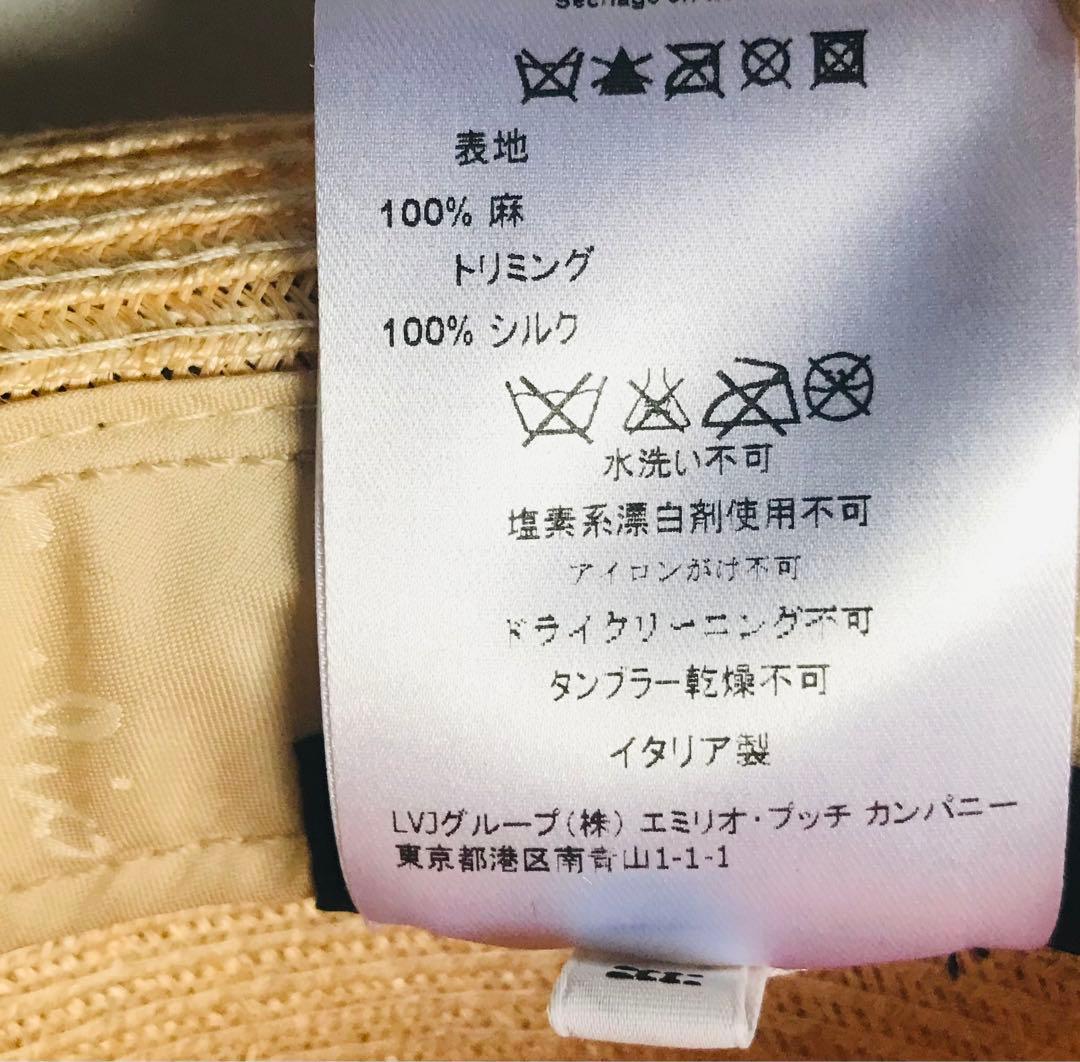 表地
100% 麻
トリミング
100% シルク
水洗い不可
塩素系漂白剤使用不可
アイロンがけ不可
ドライクリーニング不可
タンブラー乾燥不可
イタリア製
LVJグループ(株) エミリオ・プッチ カンパニー
東京都港区南青山1-1-1